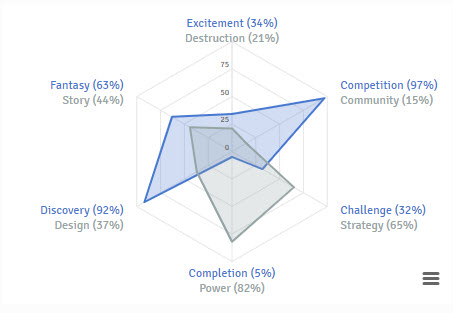 Excitement (34%)
Destruction (21%)
75
50
25
0
Fantasy (63%)
Story (44%)
Competition (97%)
Community (15%)
Discovery (92%)
Design (37%)
Challenge (32%)
Strategy (65%)
Completion (5%)
Power (82%)